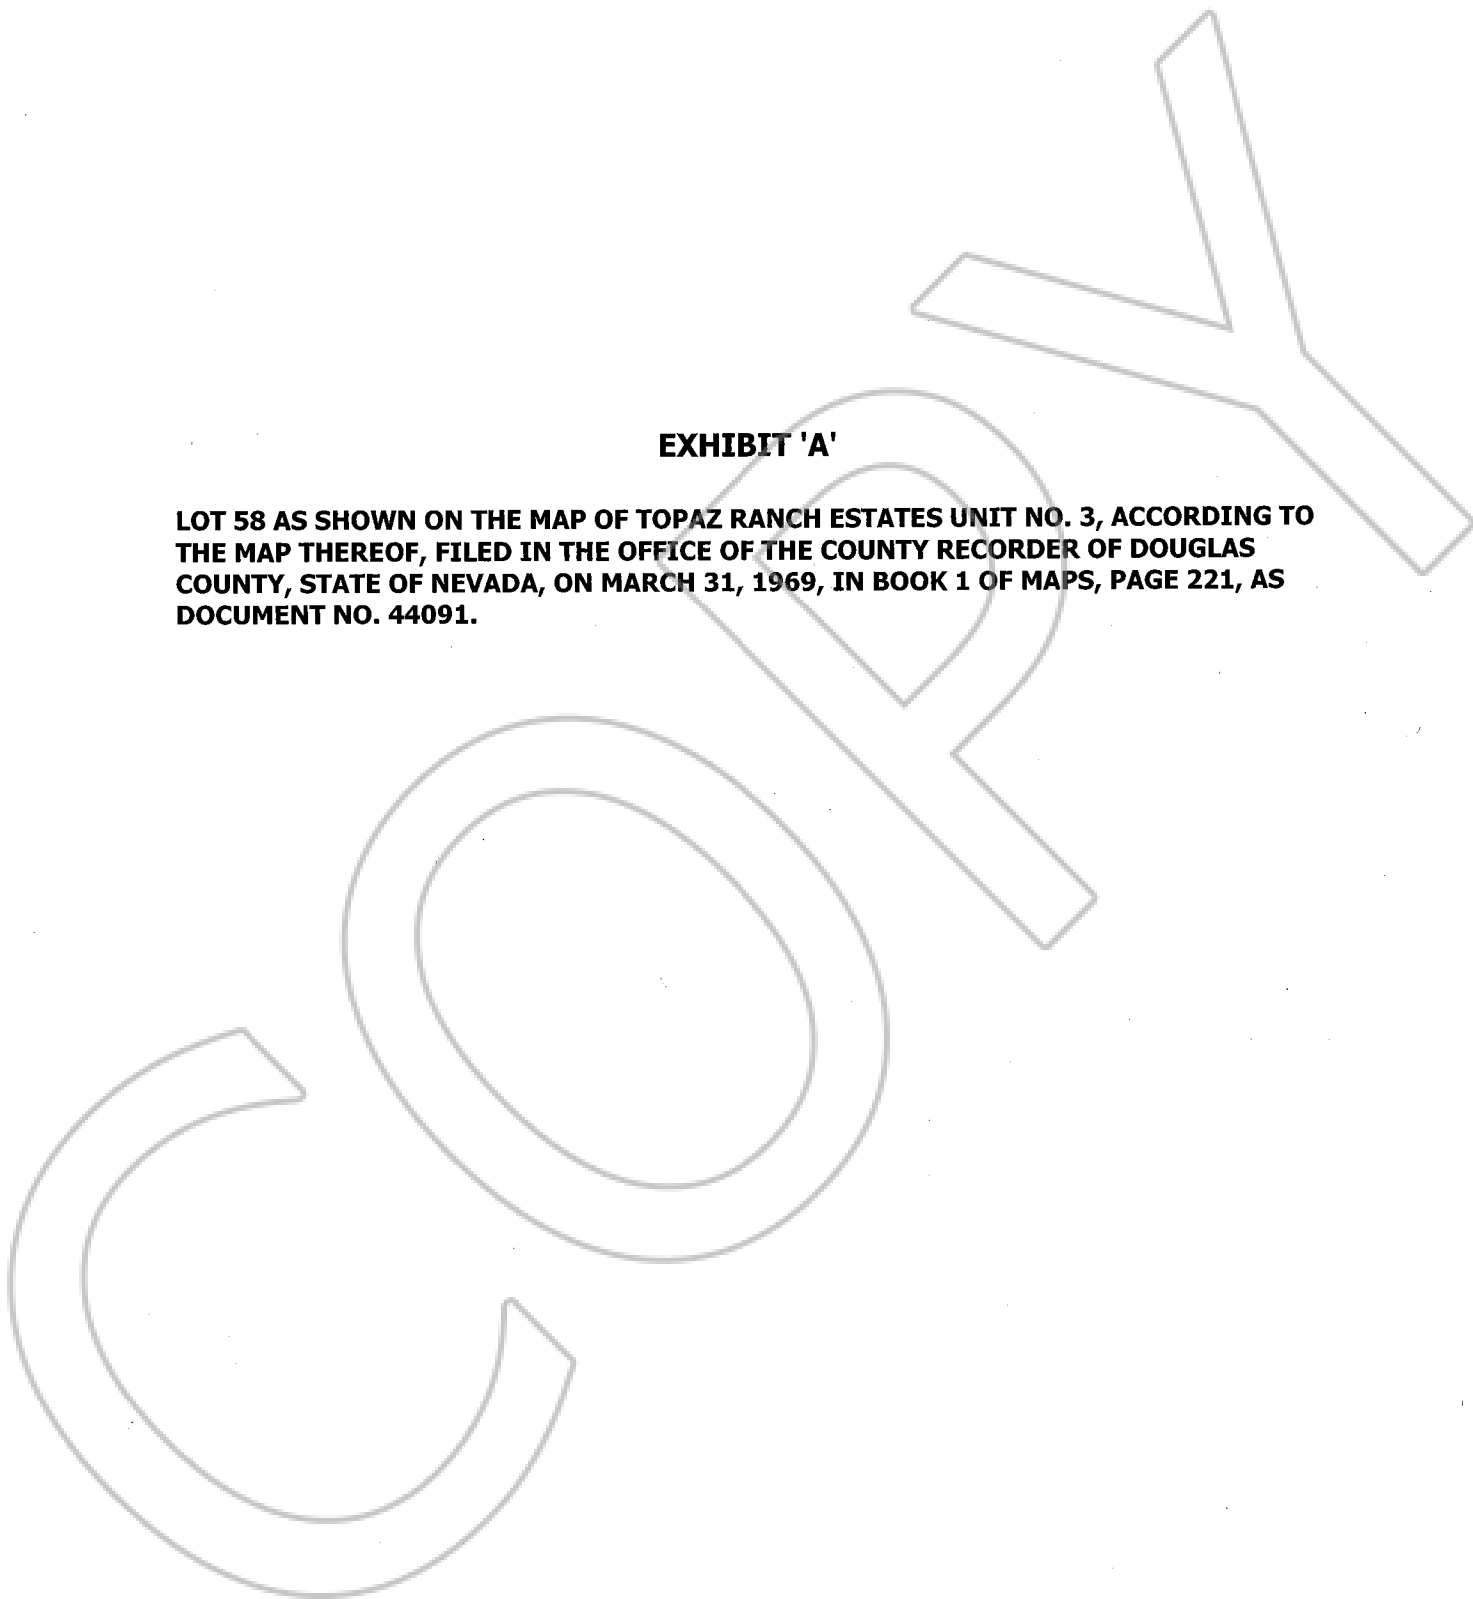 EXHIBIT 'A'
LOT 58 AS SHOWN ON THE MAP OF TOPAZ RANCH ESTATES UNIT NO. 3, ACCORDING TO
THE MAP THEREOF, FILED IN THE OFFICE OF THE COUNTY RECORDER OF DOUGLAS
COUNTY, STATE OF NEVADA, ON MARCH 31, 1969, IN BOOK 1 OF MAPS, PAGE 221, AS
DOCUMENT NO. 44091.
COPY